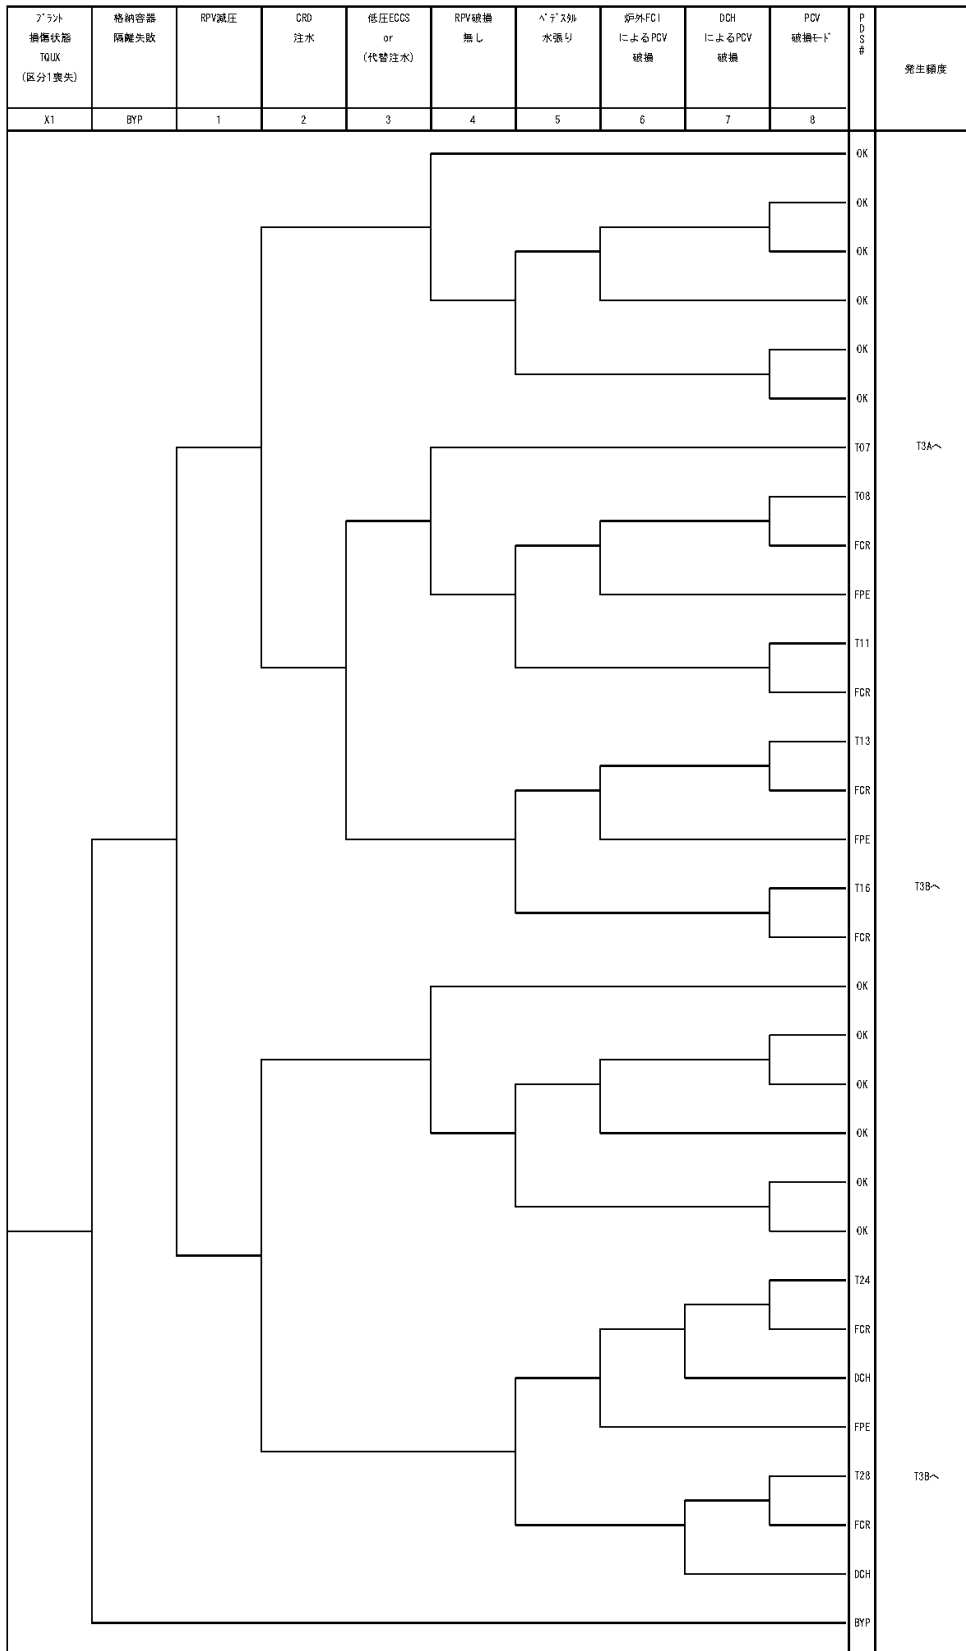 プラント
損傷状態
TQUX
(区分1喪失)
格納容器
隔離失敗
RPV減圧
CRD
注水
低圧ECCS
or
(代替注水)
RPV破損
無し
ペデスタル
水張り
炉外FCI
によるPCV
破損
DCH
によるPCV
破損
PCV
破損モード
PDS#
発生頻度
X1 BYP 1 2 3 4 5 6 7 8
OK
OK
OK
OK
OK
OK
T07 T3Aへ
T08
FCR
FPE
T11
FCR
T13
FCR
FPE
T16 T3Bへ
FCR
OK
OK
OK
OK
OK
OK
T24
FCR
DCH
FPE
T28 T3Bへ
FCR
DCH
BYP